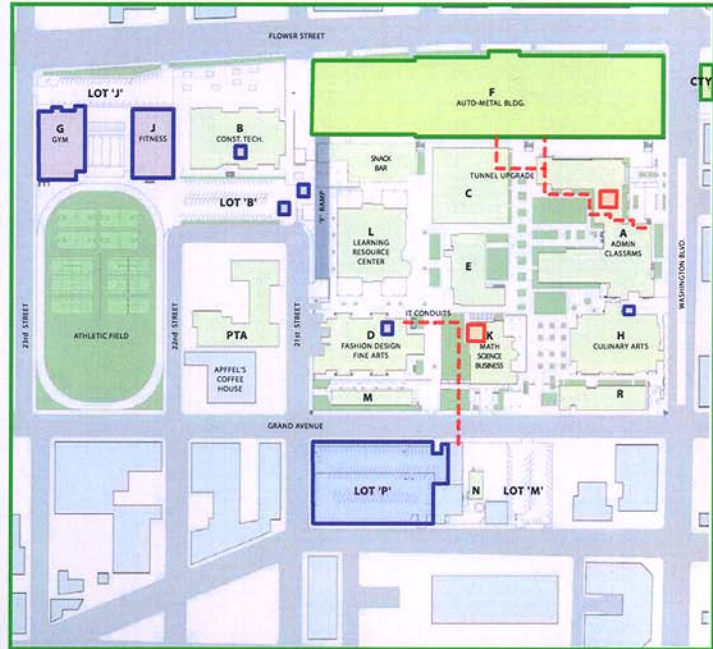 FLOWER STREET
LOT 'J'
F
AUTO-METAL BLDG.
CTY
G
GYM
J
FITNESS
B
CONST. TECH.
SNACK
BAR
TUNNEL UPGRADE
C
LOT 'B'
'F' RAMP
L
LEARNING
RESOURCE
CENTER
A
ADMIN
CLASSRMS
E
WASHINGTON BLVD.
23rd STREET
22nd STREET
21st STREET
ATHLETIC FIELD
PTA
IT CONDUITS
D
FASHION DESIGN
FINE ARTS
K
MATH
SCIENCE
BUSINESS
H
CULINARY ARTS
APFFEL'S
COFFEE
HOUSE
M
R
GRAND AVENUE
LOT 'P'
N
LOT 'M'